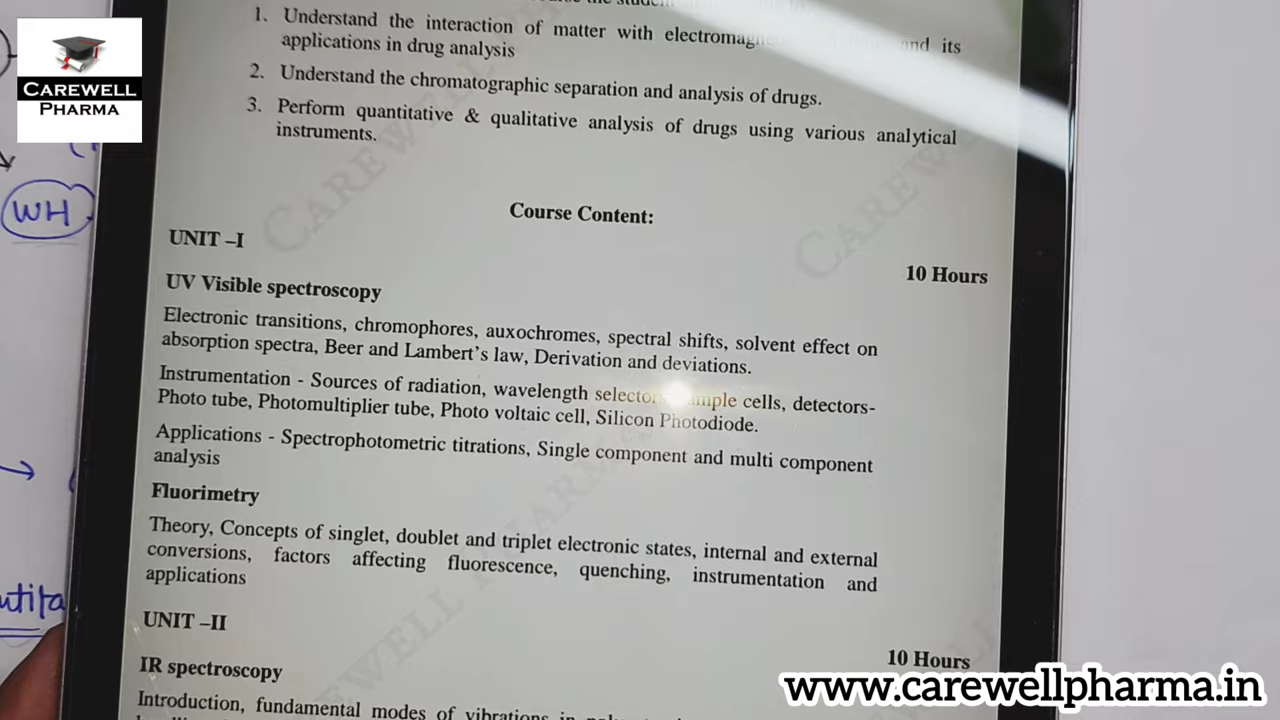 CAREWELL
PHARMA
WH
1. Understand the interaction of matter with and its
applications in drug analysis
2. Understand the chromatographic separation and analysis of drugs.
3. Perform quantitative & qualitative analysis of drugs using various analytical
instruments.
Course Content:
UNIT –I
10 Hours
UV Visible spectroscopy
Electronic transitions, chromophores, auxochromes, spectral shifts, solvent effect on
absorption spectra, Beer and Lambert's law, Derivation and deviations.
Instrumentation - Sources of radiation, wavelength cells, detectors-
Photo tube, Photomultiplier tube, Photo voltaic cell, Silicon Photodiode.
Applications - Spectrophotometric titrations, Single component and multi component
analysis
Fluorimetry
Theory, Concepts of singlet, doublet and triplet electronic states, internal and external
conversions, factors affecting fluorescence, quenching, instrumentation and
applications
UNIT –II
10 Hours
IR spectroscopy
Introduction, fundamental modes of vibrations in
www.carewellpharma.in